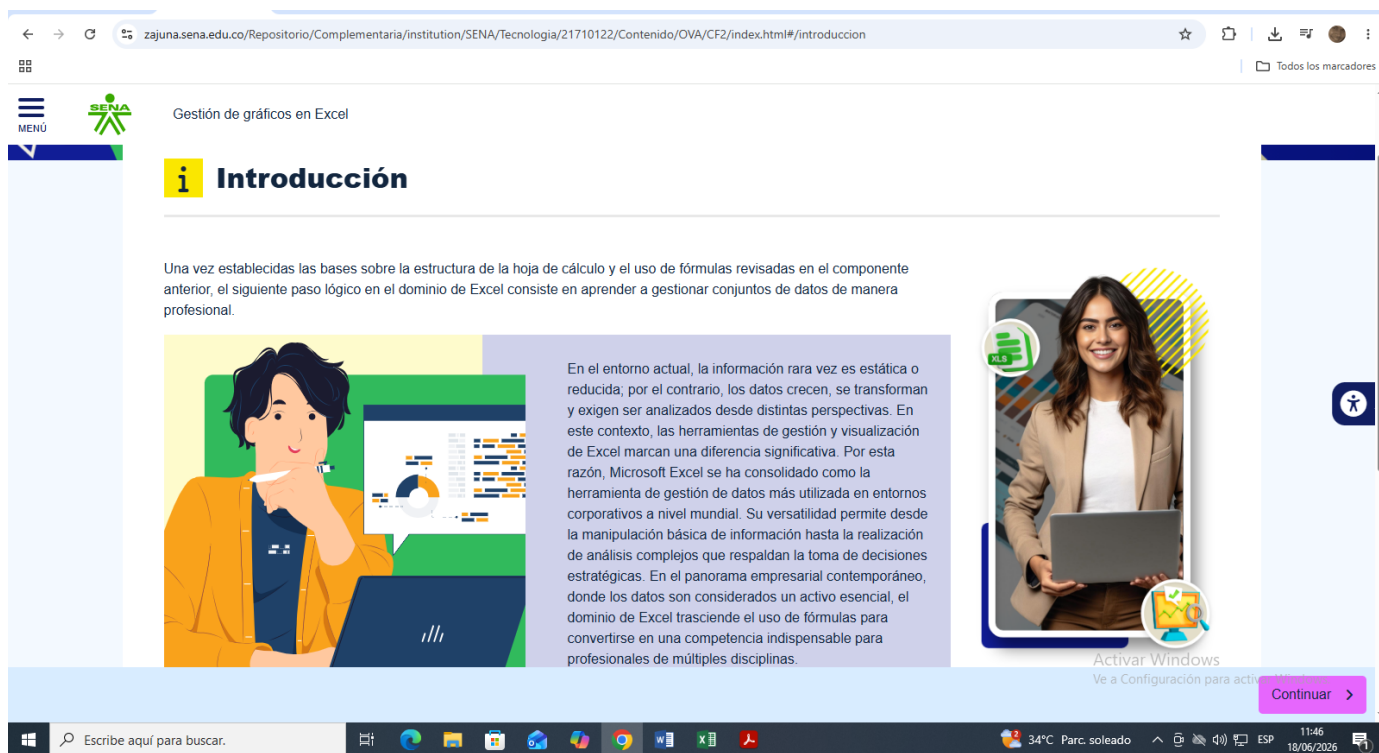 zajuna.sena.edu.co/Repositorio/Complementaria/institution/SENA/Tecnologia/21710122/Contenido/OVA/CF2/index.html#/introduccion
Todos los marcadores
MENÚ
SENA
Gestión de gráficos en Excel
i Introducción
Una vez establecidas las bases sobre la estructura de la hoja de cálculo y el uso de fórmulas revisadas en el componente
anterior, el siguiente paso lógico en el dominio de Excel consiste en aprender a gestionar conjuntos de datos de manera
profesional.
XLS
En el entorno actual, la información rara vez es estática o
reducida; por el contrario, los datos crecen, se transforman
y exigen ser analizados desde distintas perspectivas. En
este contexto, las herramientas de gestión y visualización
de Excel marcan una diferencia significativa. Por esta
razón, Microsoft Excel se ha consolidado como la
herramienta de gestión de datos más utilizada en entornos
corporativos a nivel mundial. Su versatilidad permite desde
la manipulación básica de información hasta la realización
de análisis complejos que respaldan la toma de decisiones
estratégicas. En el panorama empresarial contemporáneo,
donde los datos son considerados un activo esencial, el
dominio de Excel trasciende el uso de fórmulas para
convertirse en una competencia indispensable para
profesionales de múltiples disciplinas.
Activar Windows
Ve a Configuración para
Continuar
Escribe aquí para buscar.
34°C Parc. soleado
ESP
11:46
18/06/2026